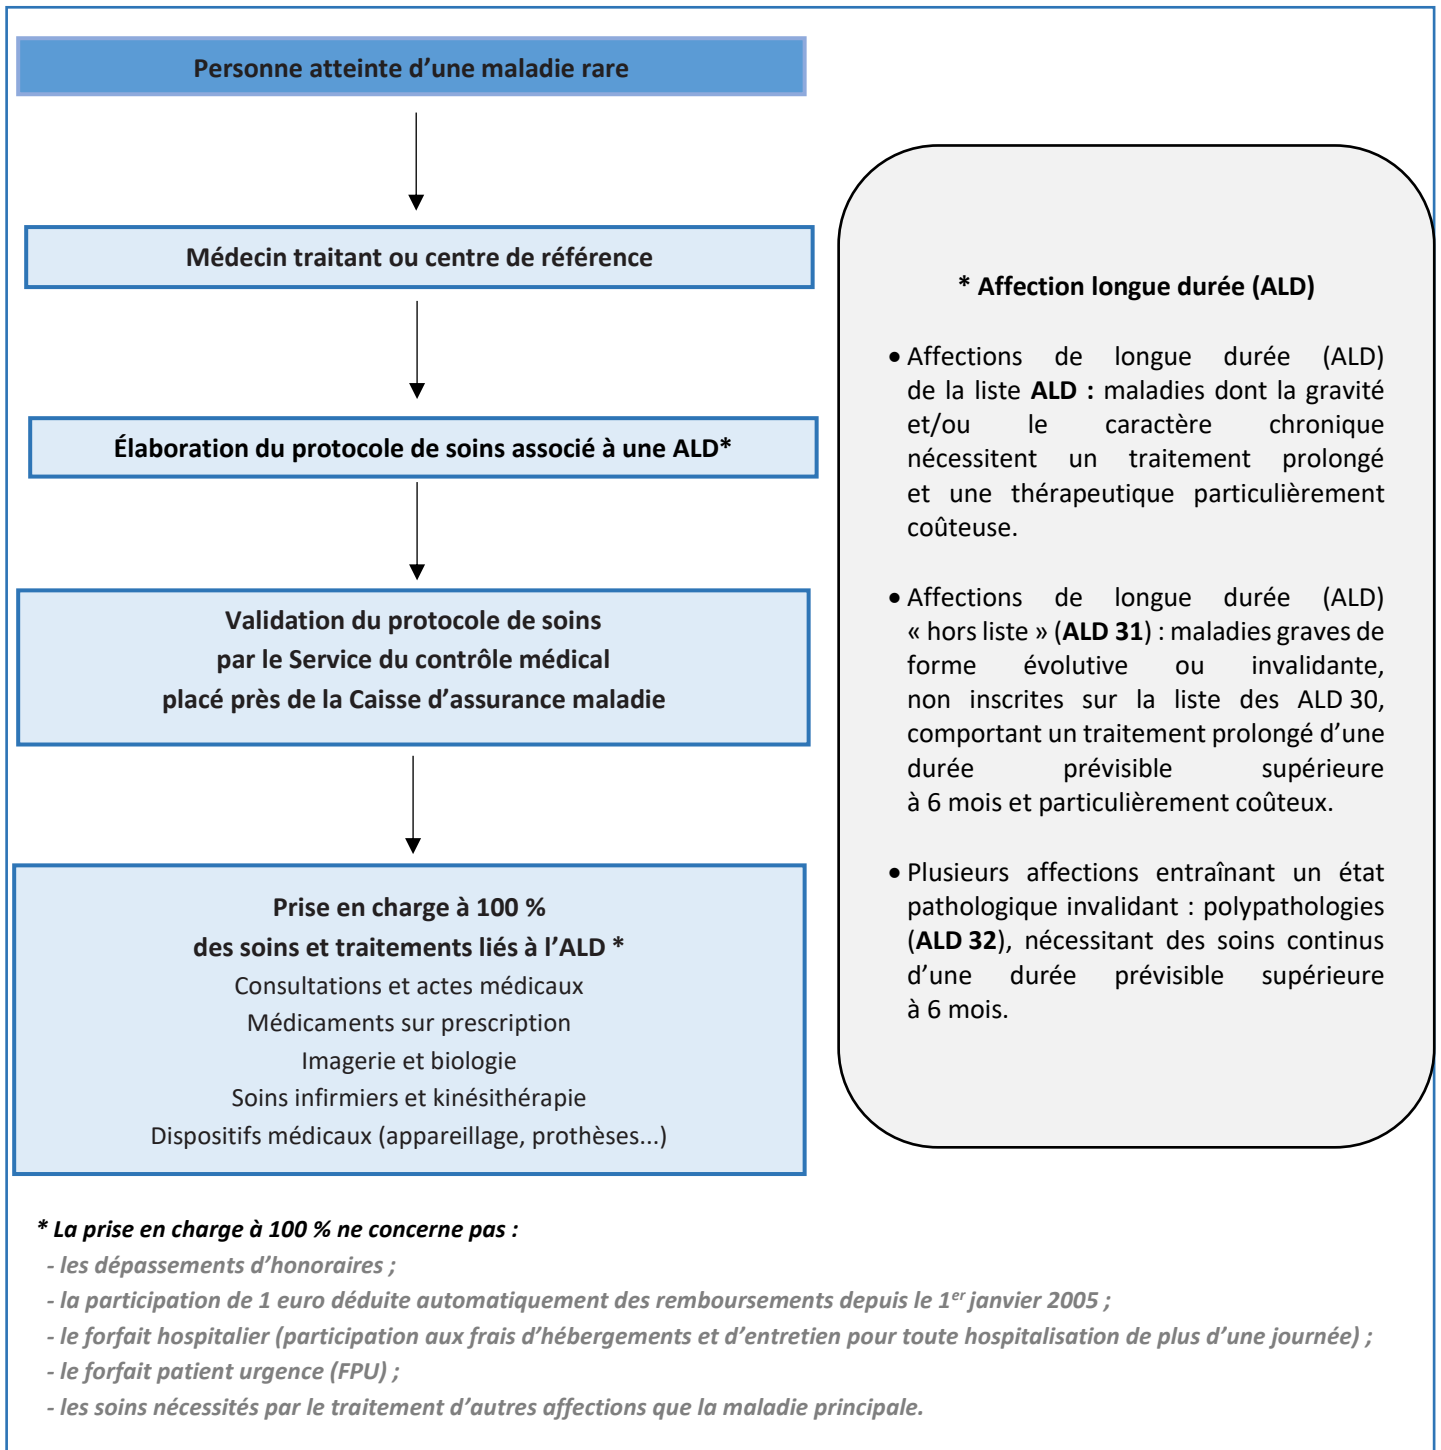 Personne atteinte d’une maladie rare
Médecin traitant ou centre de référence
Élaboration du protocole de soins associé à une ALD*
Validation du protocole de soins
par le Service du contrôle médical
placé près de la Caisse d’assurance maladie
Prise en charge à 100 %
des soins et traitements liés à l’ALD *
Consultations et actes médicaux
Médicaments sur prescription
Imagerie et biologie
Soins infirmiers et kinésithérapie
Dispositifs médicaux (appareillage, prothèses...)
* Affection longue durée (ALD)
• Affections de longue durée (ALD)
de la liste ALD : maladies dont la gravité
et/ou le caractère chronique
nécessitent un traitement prolongé
et une thérapeutique particulièrement
coûteuse.
• Affections de longue durée (ALD)
« hors liste » (ALD 31) : maladies graves de
forme évolutive ou invalidante,
non inscrites sur la liste des ALD 30,
comportant un traitement prolongé d’une
durée prévisible supérieure
à 6 mois et particulièrement coûteux.
• Plusieurs affections entraînant un état
pathologique invalidant : polypathologies
(ALD 32), nécessitant des soins continus
d’une durée prévisible supérieure
à 6 mois.
* La prise en charge à 100 % ne concerne pas :
- les dépassements d’honoraires ;
- la participation de 1 euro déduite automatiquement des remboursements depuis le 1er janvier 2005 ;
- le forfait hospitalier (participation aux frais d’hébergements et d’entretien pour toute hospitalisation de plus d’une journée) ;
- le forfait patient urgence (FPU) ;
- les soins nécessités par le traitement d’autres affections que la maladie principale.